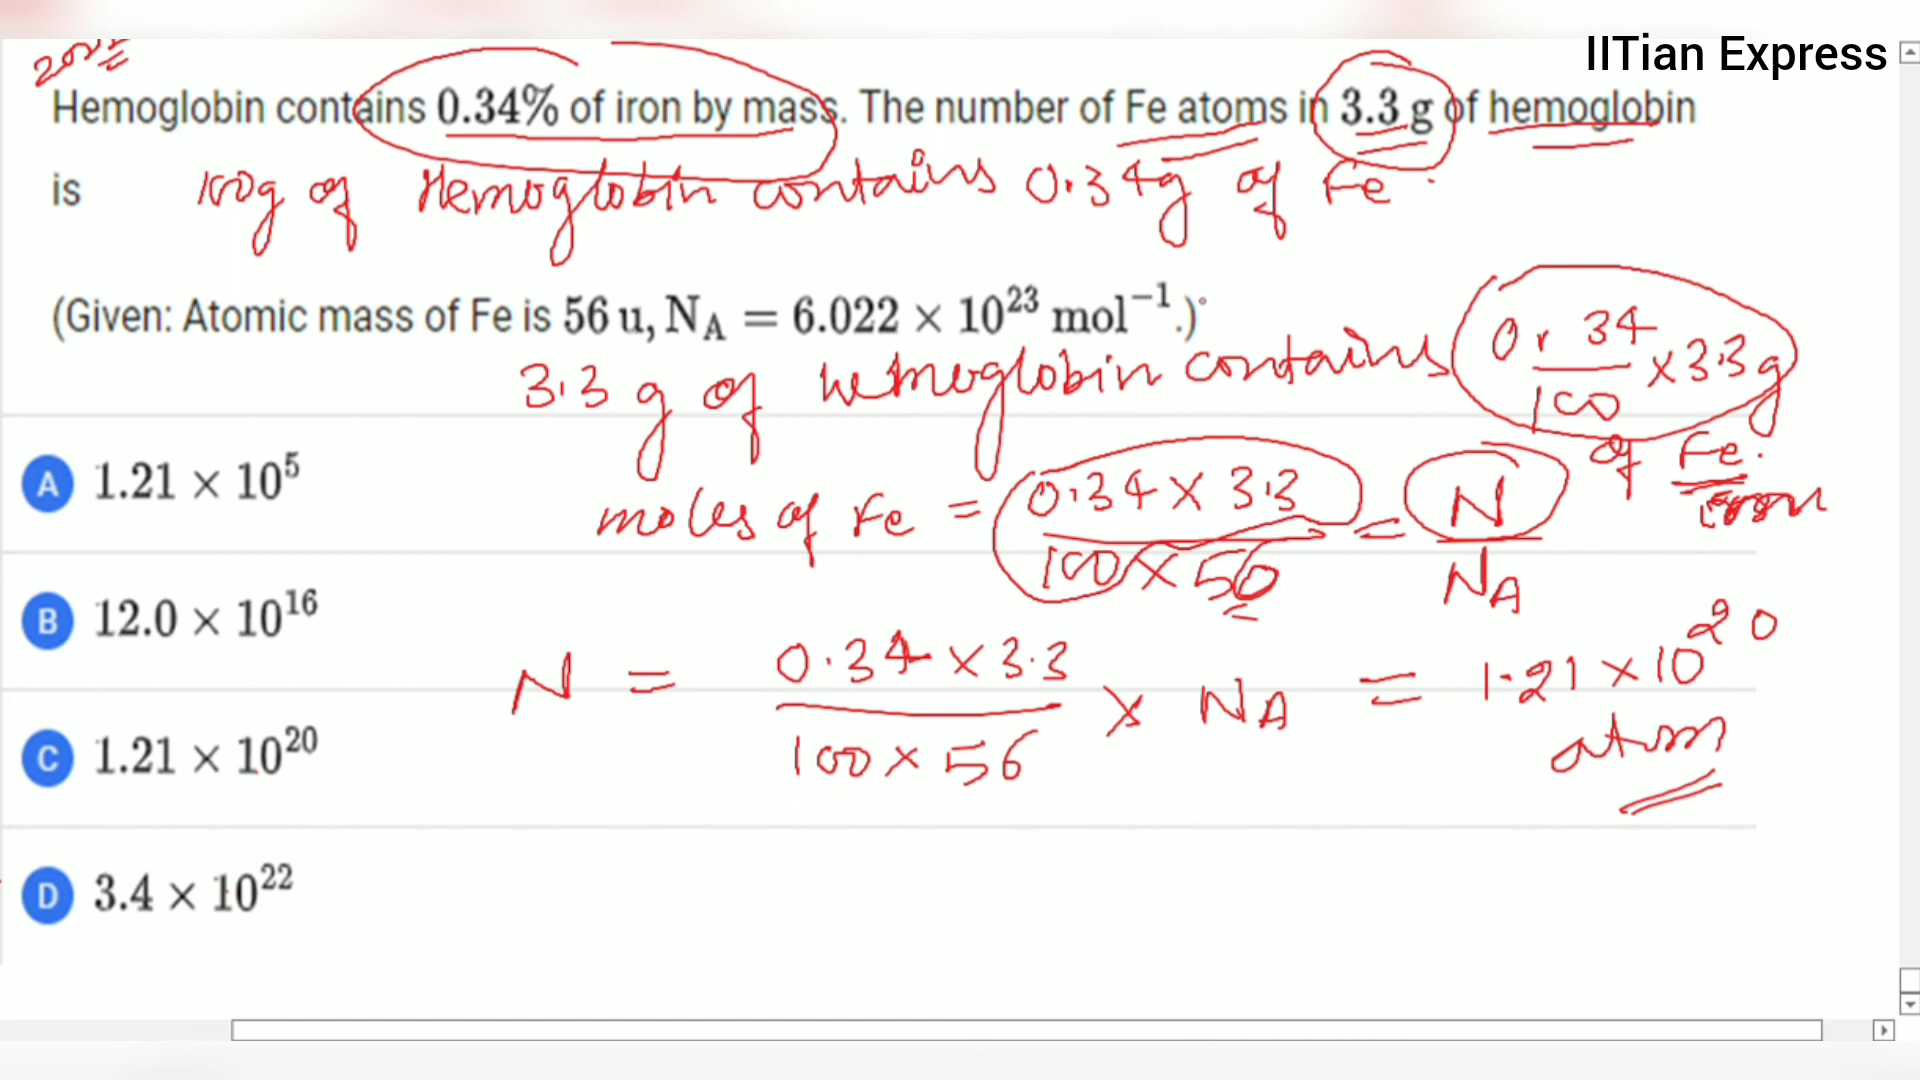 IITian Express
Hemoglobin contains 0.34% of iron by mass. The number of Fe atoms in 3.3 g of hemoglobin
is
100g of Hemoglobin contains 0.34g of Fe.
(Given: Atomic mass of Fe is 56 u, N_A = 6.022 × 10^23 mol^−1.)
3.3 g of hemoglobin contains 0.34/100 × 3.3g
of Fe.
iron
moles of Fe = 0.34 × 3.3 / 100 × 56 = N / N_A
N = 0.34 × 3.3 / 100 × 56 × N_A = 1.21 × 10^20
atom
A 1.21 × 10^5
B 12.0 × 10^16
C 1.21 × 10^20
D 3.4 × 10^22